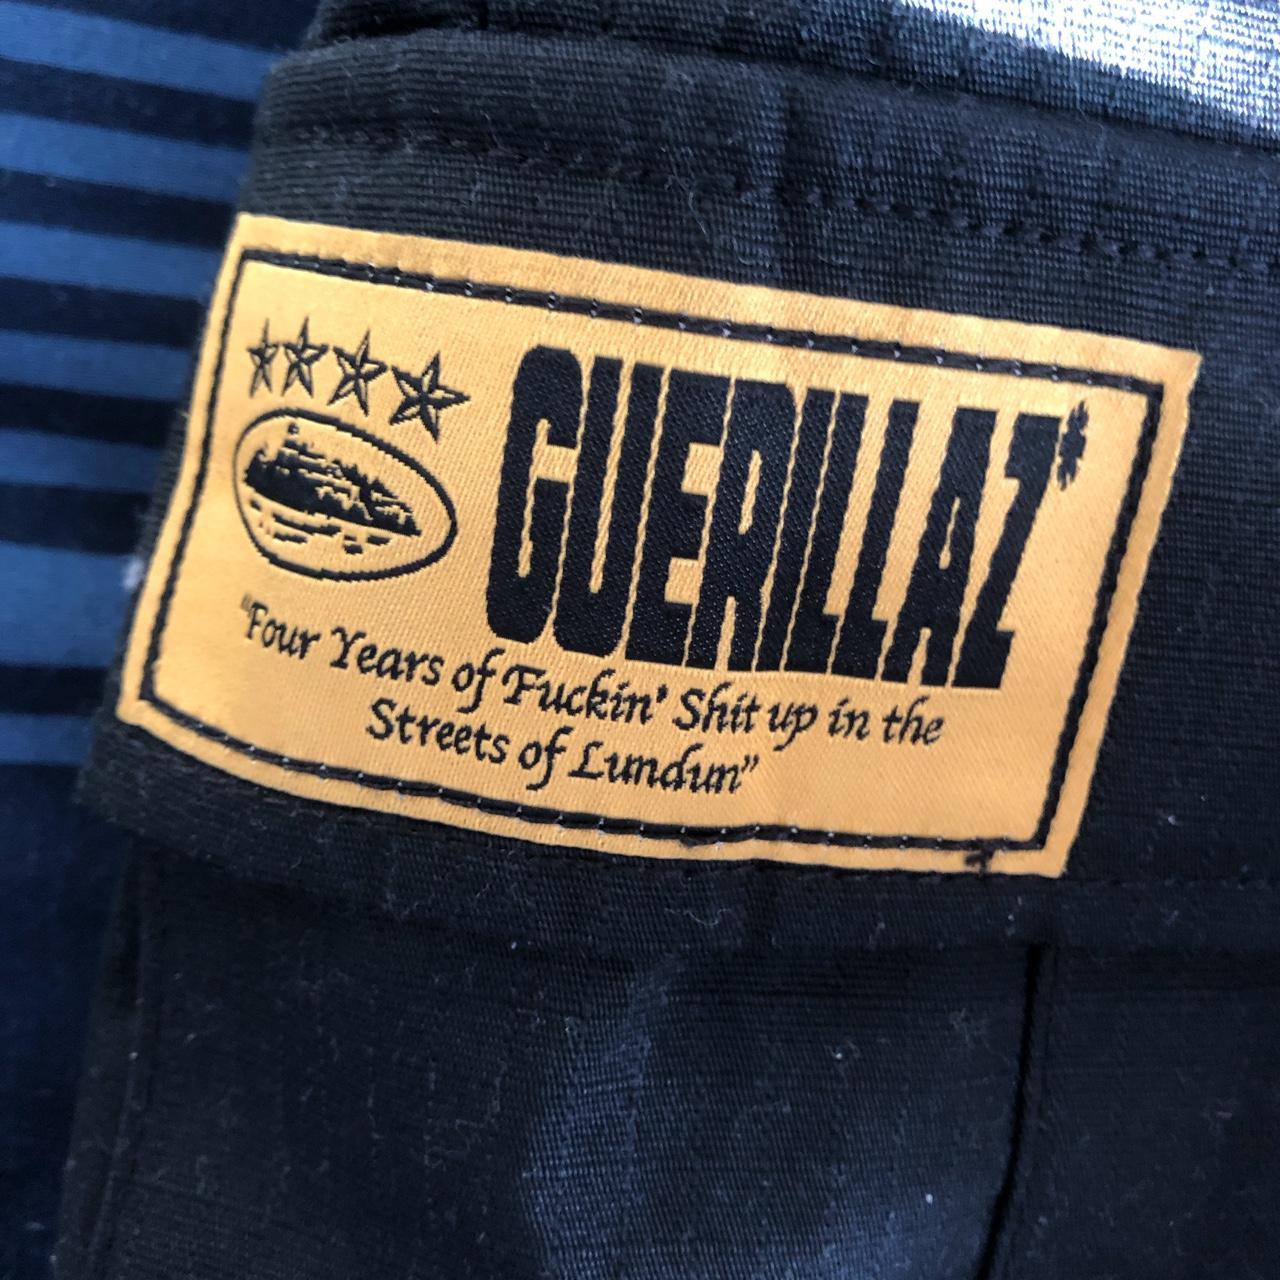 GUERILLAZ*
"Four Years of Fuckin' Shit up in the
Streets of Lundun"